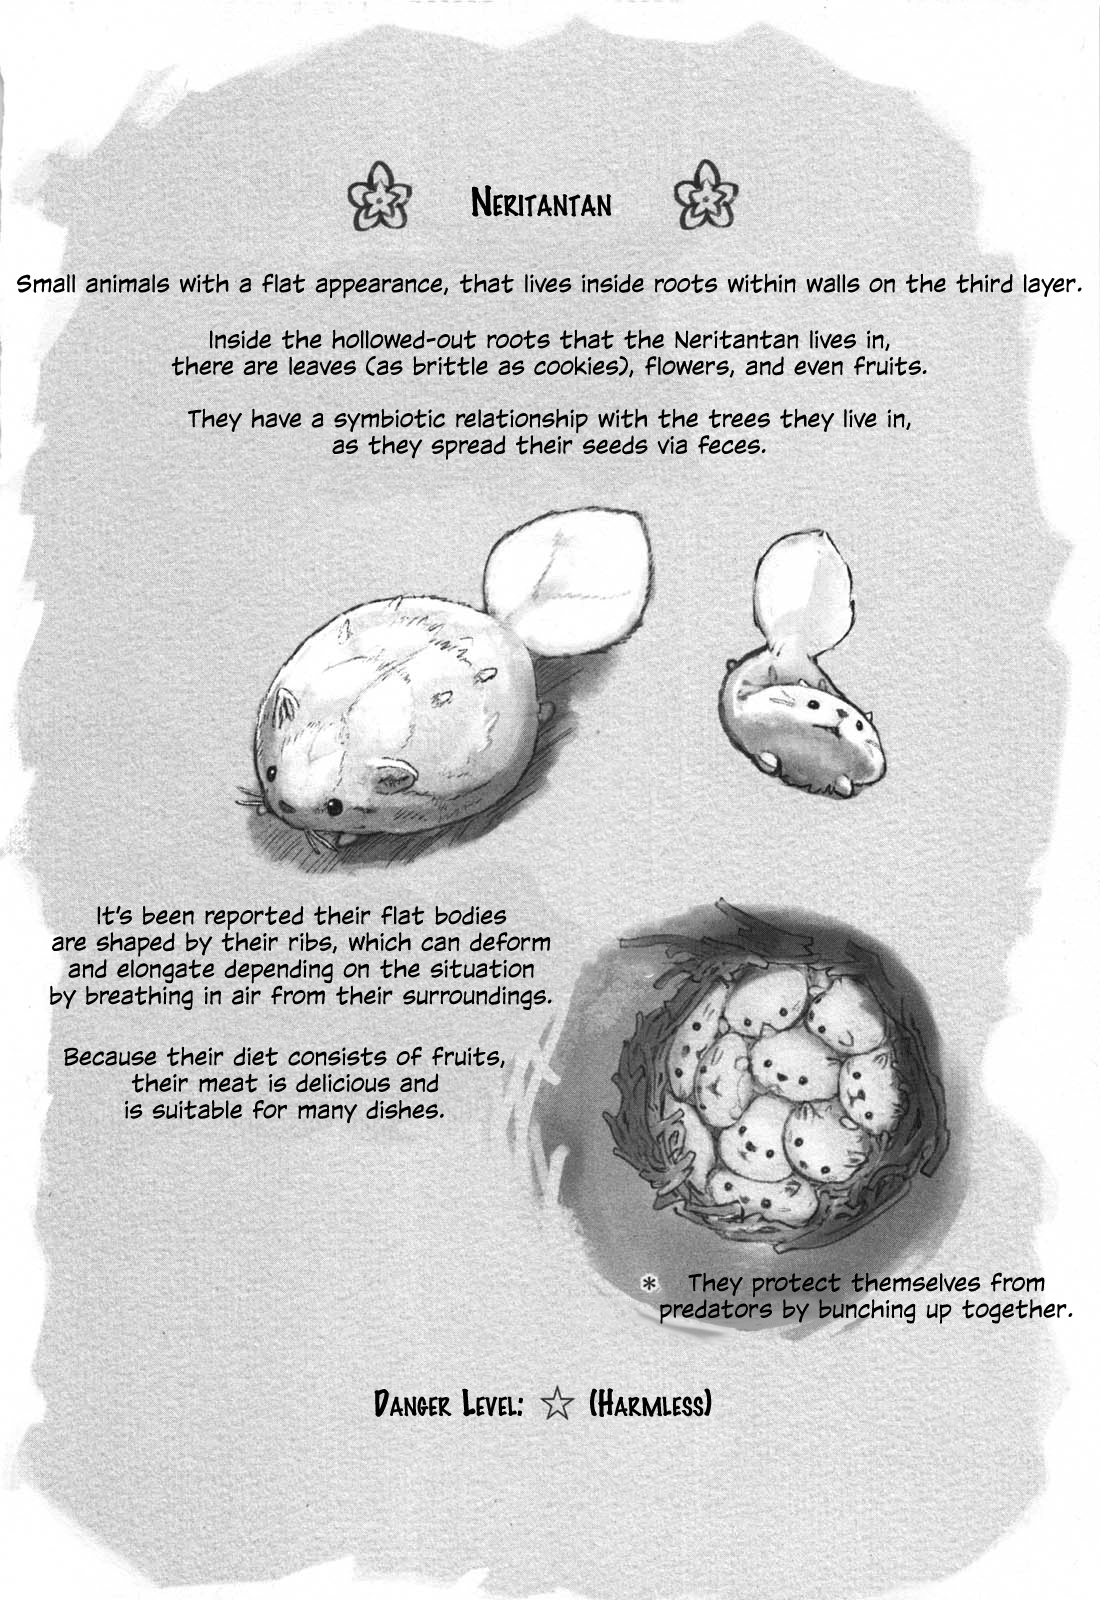 Neritantan
Small animals with a flat appearance, that lives inside roots within walls on the third layer.
Inside the hollowed-out roots that the Neritantan lives in,
there are leaves (as brittle as cookies), flowers, and even fruits.
They have a symbiotic relationship with the trees they live in,
as they spread their seeds via feces.
It's been reported their flat bodies
are shaped by their ribs, which can deform
and elongate depending on the situation
by breathing in air from their surroundings.
Because their diet consists of fruits,
their meat is delicious and
is suitable for many dishes.
* They protect themselves from
predators by bunching up together.
Danger Level: ☆ (Harmless)